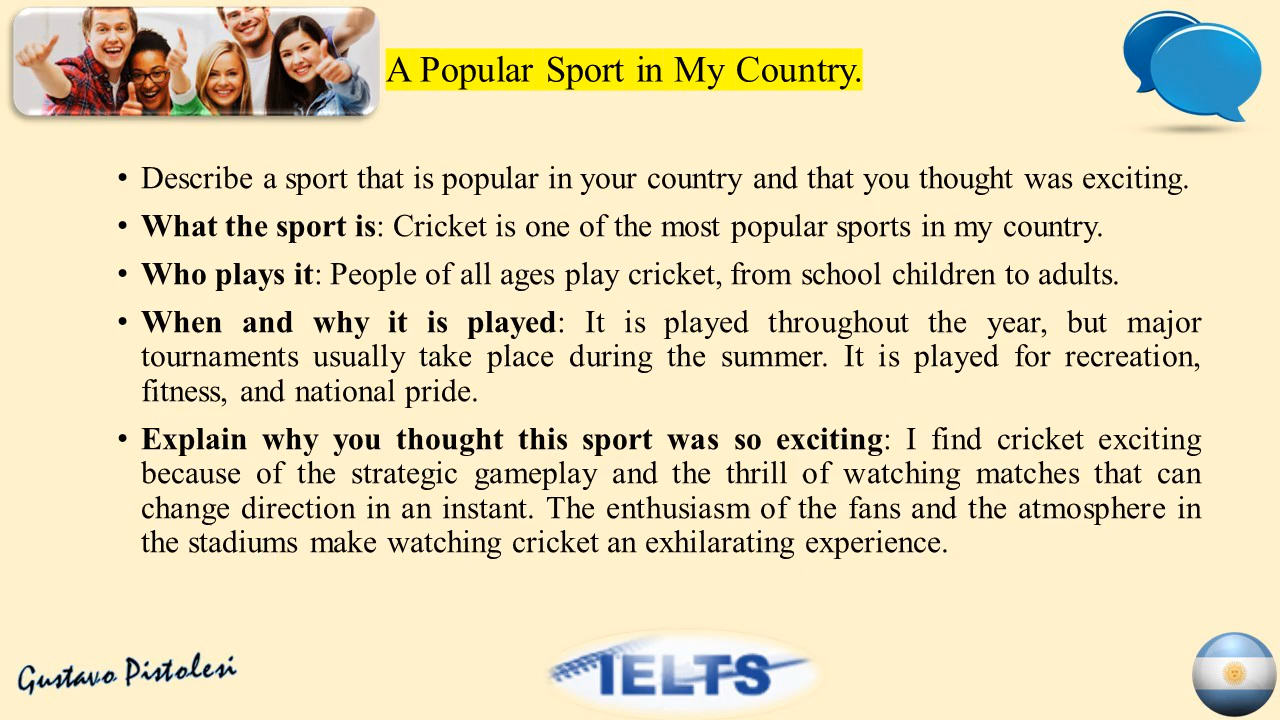 A Popular Sport in My Country.
• Describe a sport that is popular in your country and that you thought was exciting.
• What the sport is: Cricket is one of the most popular sports in my country.
• Who plays it: People of all ages play cricket, from school children to adults.
• When and why it is played: It is played throughout the year, but major
tournaments usually take place during the summer. It is played for recreation,
fitness, and national pride.
• Explain why you thought this sport was so exciting: I find cricket exciting
because of the strategic gameplay and the thrill of watching matches that can
change direction in an instant. The enthusiasm of the fans and the atmosphere in
the stadiums make watching cricket an exhilarating experience.
Gustavo Pistolesi
IELTS